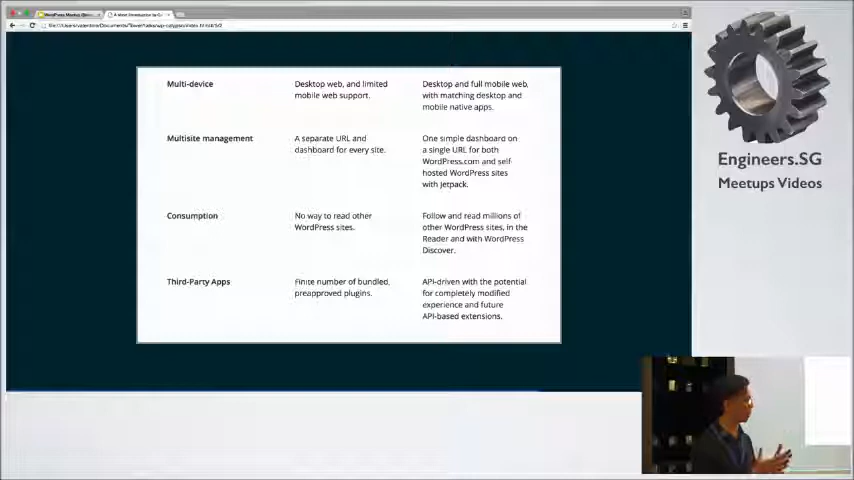 WordPress Meetup
Multi-device
Desktop web, and limited
mobile web support.
Desktop and full mobile web,
with matching desktop and
mobile native apps.
Multisite management
A separate URL and
dashboard for every site.
One simple dashboard on
a single URL for both
WordPress.com and self-
hosted WordPress sites
with Jetpack.
Consumption
No way to read other
WordPress sites.
Follow and read millions of
other WordPress sites, in the
Reader and with WordPress
Discover.
Third-Party Apps
Finite number of bundled,
preapproved plugins.
API-driven with the potential
for completely modified
experience and future
API-based extensions.
Engineers.SG
Meetups Videos